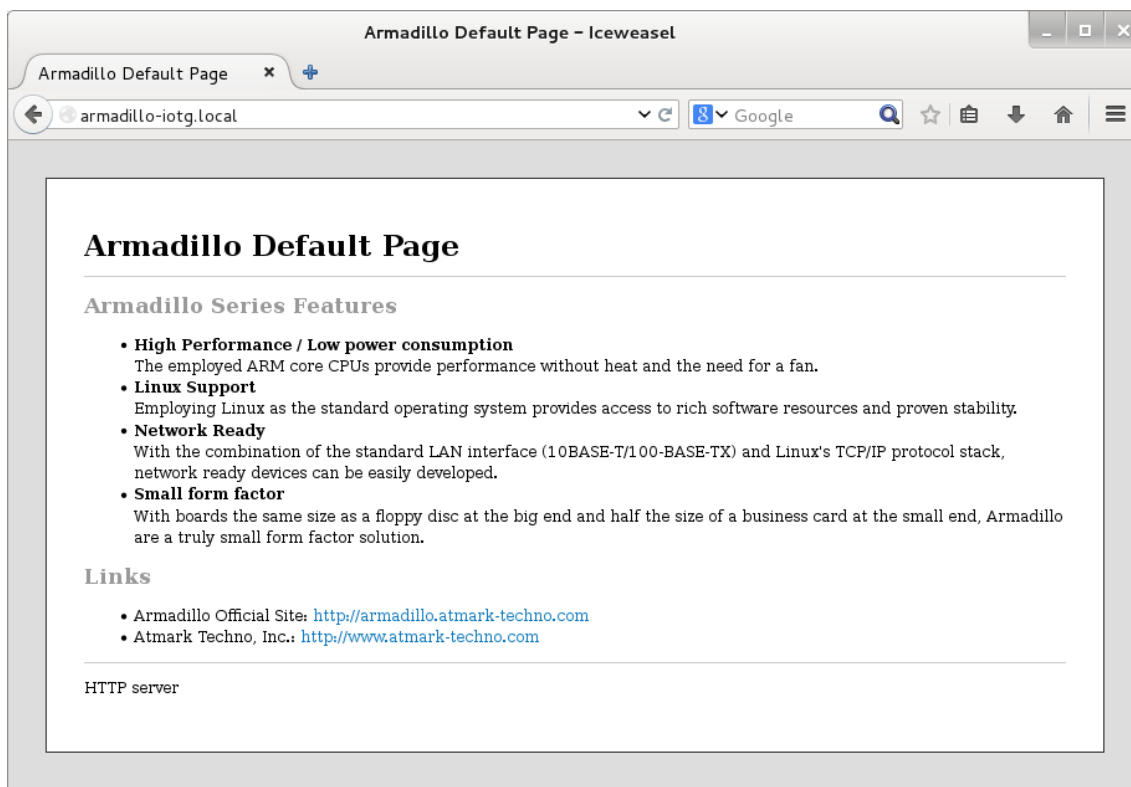 Armadillo Default Page – Iceweasel
Armadillo Default Page
armadillo-iotg.local
8 Google
Armadillo Default Page
Armadillo Series Features
• High Performance / Low power consumption
The employed ARM core CPUs provide performance without heat and the need for a fan.
• Linux Support
Employing Linux as the standard operating system provides access to rich software resources and proven stability.
• Network Ready
With the combination of the standard LAN interface (10BASE-T/100-BASE-TX) and Linux's TCP/IP protocol stack,
network ready devices can be easily developed.
• Small form factor
With boards the same size as a floppy disc at the big end and half the size of a business card at the small end, Armadillo
are a truly small form factor solution.
Links
• Armadillo Official Site: http://armadillo.atmark-techno.com
• Atmark Techno, Inc.: http://www.atmark-techno.com
HTTP server